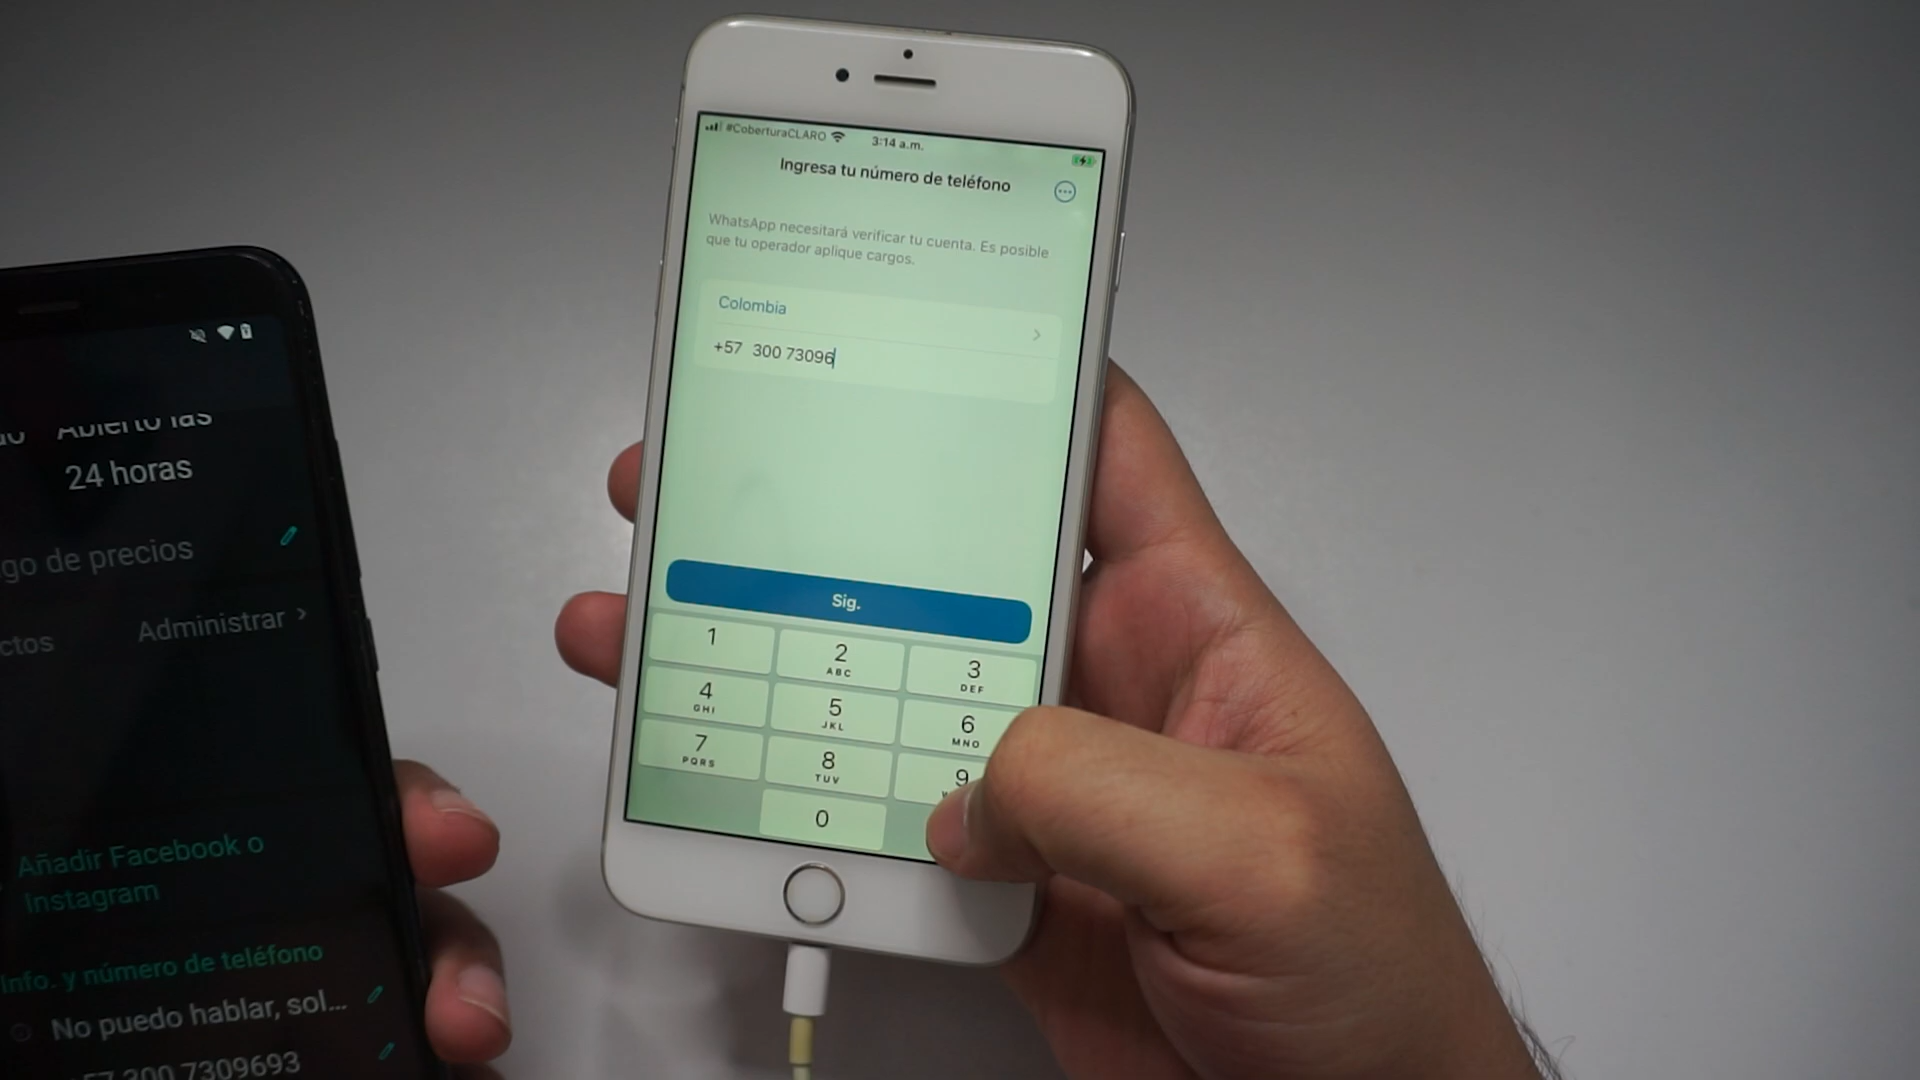 #CoberturaCLARO
3:14 a.m.
Ingresa tu número de teléfono
WhatsApp necesitará verificar tu cuenta. Es posible
que tu operador aplique cargos.
Colombia
+57 300 73096
Sig.
1
2
ABC
3
DEF
4
GHI
5
JKL
6
MNO
7
PQRS
8
TUV
9
0
Abierto las
24 horas
go de precios
ctos
Administrar
Añadir Facebook o
Instagram
Info. y número de teléfono
No puedo hablar, sol...
57 300 7309693